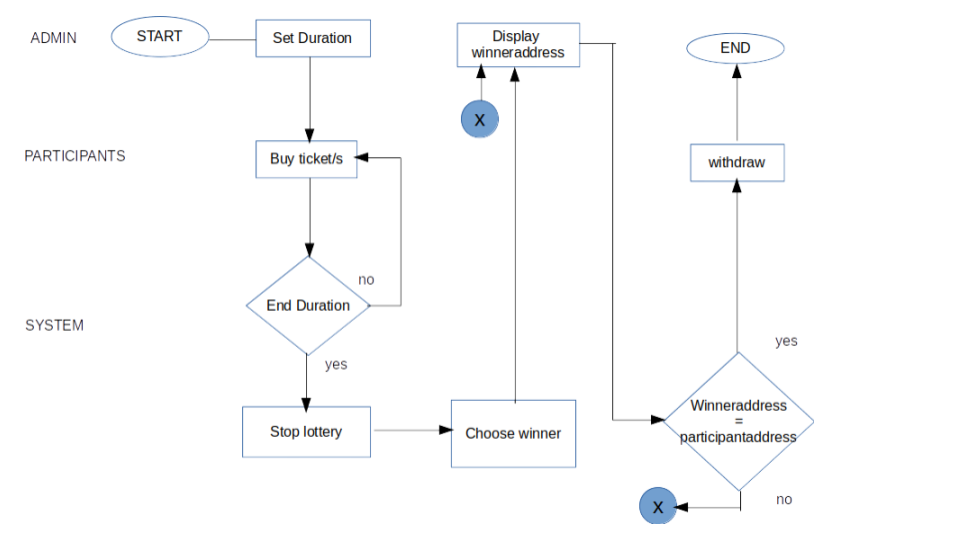 ADMIN
START
Set Duration
Display
winneraddress
END
X
PARTICIPANTS
Buy ticket/s
withdraw
no
End Duration
SYSTEM
yes
yes
Stop lottery
Choose winner
Winneraddress
=
participantaddress
no
X